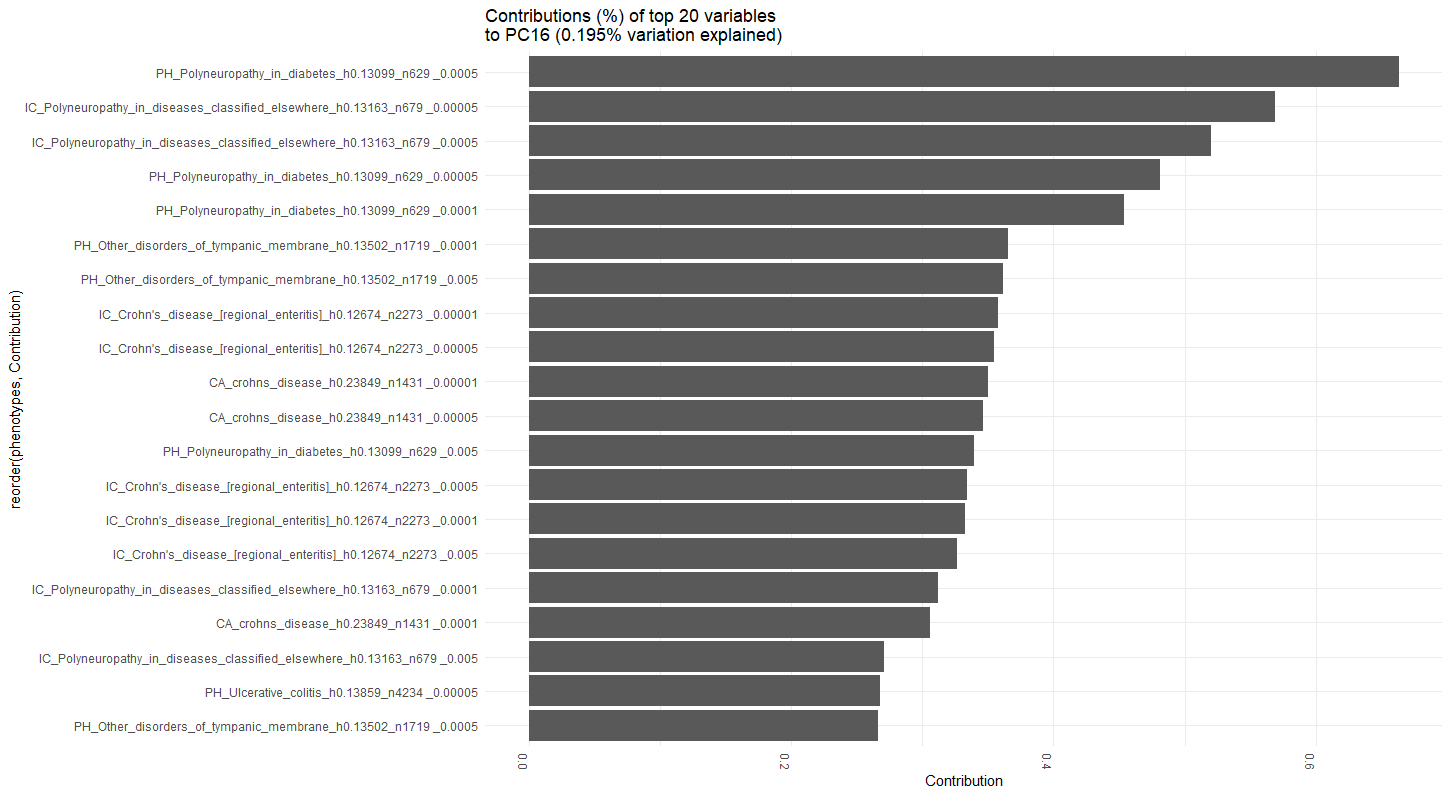 Contributions (%) of top 20 variables
to PC16 (0.195% variation explained)
reorder(phenotypes, Contribution)
PH_Polyneuropathy_in_diabetes_h0.13099_n629 _0.0005
IC_Polyneuropathy_in_diseases_classified_elsewhere_h0.13163_n679 _0.00005
IC_Polyneuropathy_in_diseases_classified_elsewhere_h0.13163_n679 _0.0005
PH_Polyneuropathy_in_diabetes_h0.13099_n629 _0.00005
PH_Polyneuropathy_in_diabetes_h0.13099_n629 _0.0001
PH_Other_disorders_of_tympanic_membrane_h0.13502_n1719 _0.0001
PH_Other_disorders_of_tympanic_membrane_h0.13502_n1719 _0.005
IC_Crohn's_disease_[regional_enteritis]_h0.12674_n2273 _0.00001
IC_Crohn's_disease_[regional_enteritis]_h0.12674_n2273 _0.00005
CA_crohns_disease_h0.23849_n1431 _0.00001
CA_crohns_disease_h0.23849_n1431 _0.00005
PH_Polyneuropathy_in_diabetes_h0.13099_n629 _0.005
IC_Crohn's_disease_[regional_enteritis]_h0.12674_n2273 _0.0005
IC_Crohn's_disease_[regional_enteritis]_h0.12674_n2273 _0.0001
IC_Crohn's_disease_[regional_enteritis]_h0.12674_n2273 _0.005
IC_Polyneuropathy_in_diseases_classified_elsewhere_h0.13163_n679 _0.0001
CA_crohns_disease_h0.23849_n1431 _0.0001
IC_Polyneuropathy_in_diseases_classified_elsewhere_h0.13163_n679 _0.005
PH_Ulcerative_colitis_h0.13859_n4234 _0.00005
PH_Other_disorders_of_tympanic_membrane_h0.13502_n1719 _0.0005
0.0
0.2
0.4
0.6
Contribution